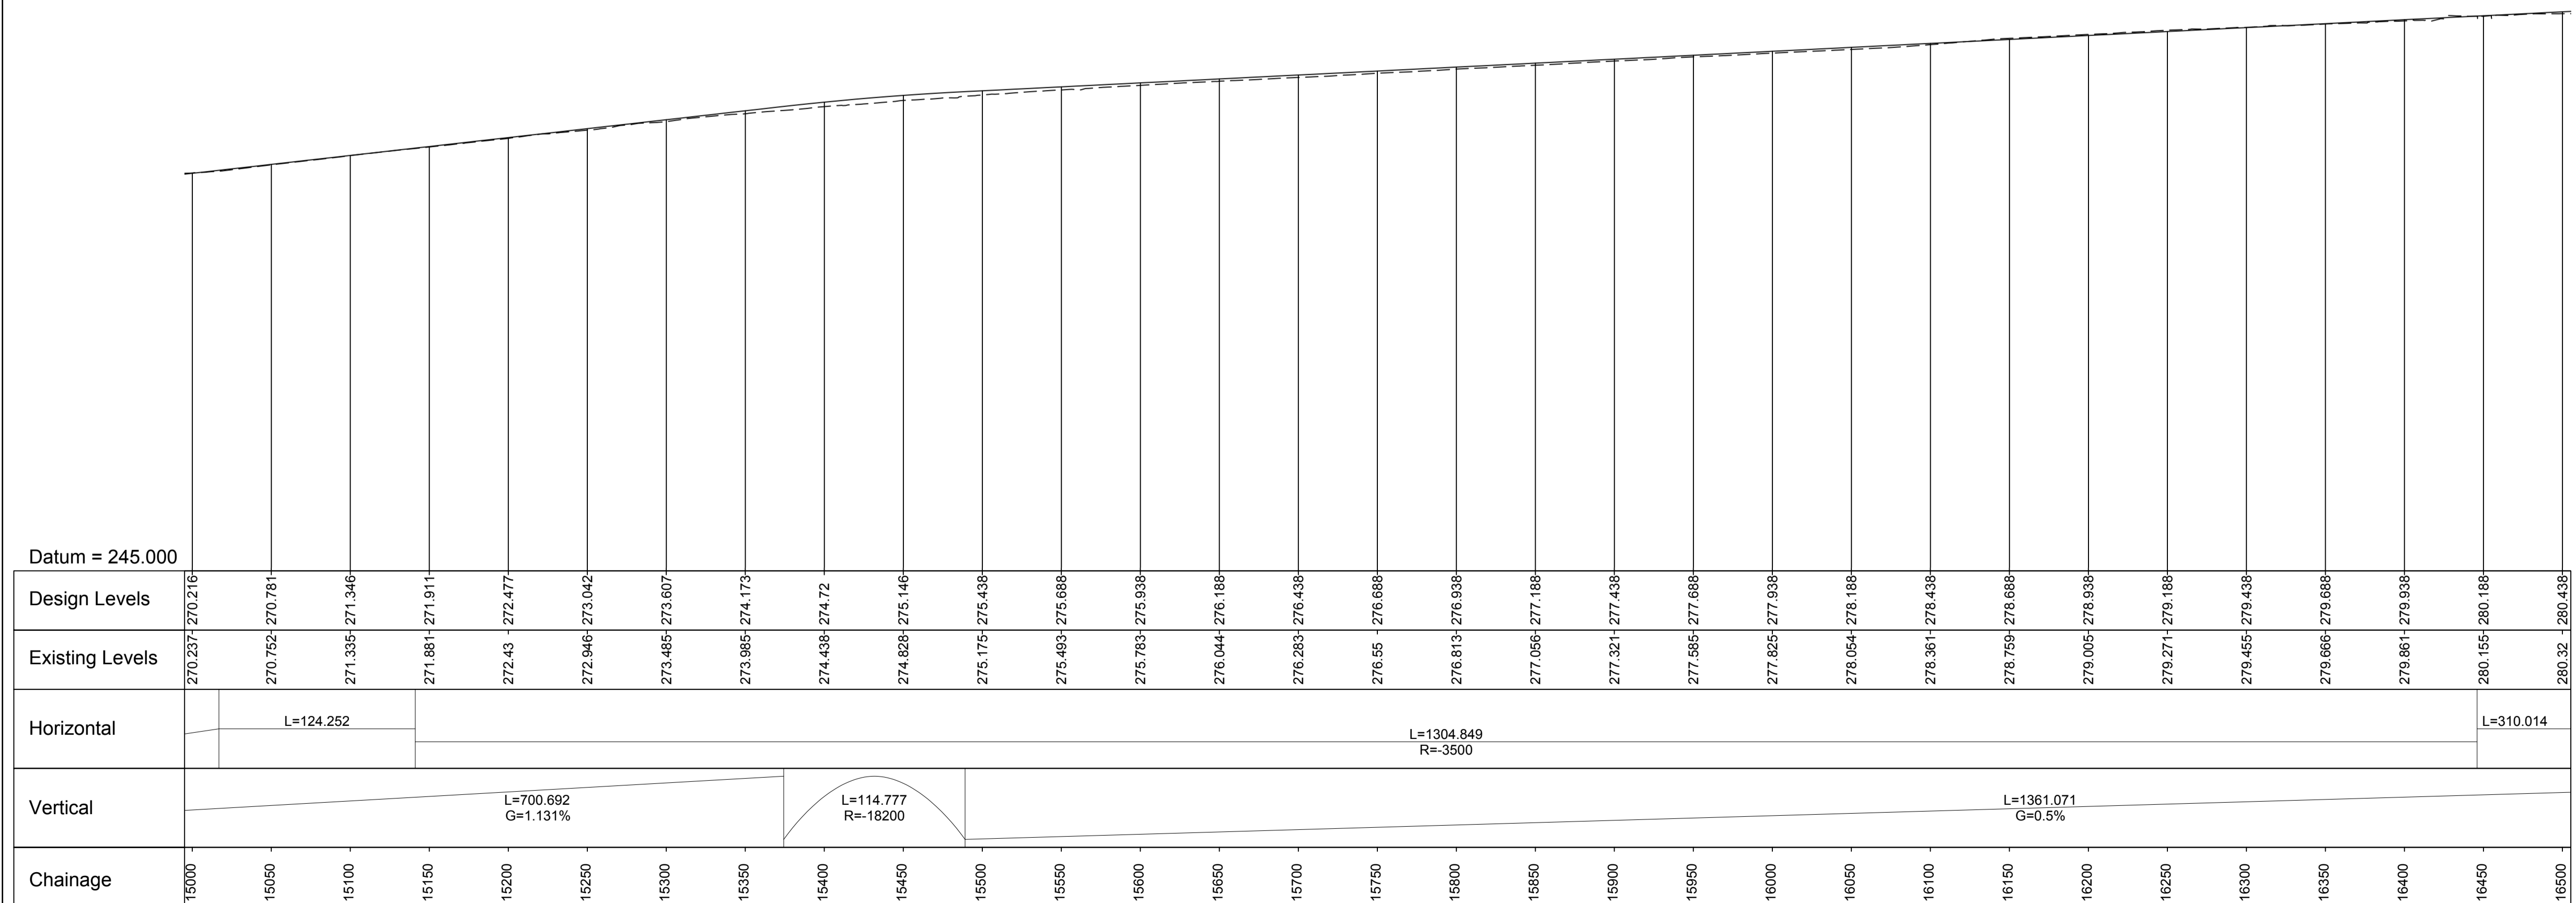 Datum = 245.000
Design Levels
270.216 270.781 271.346 271.911 272.477 273.042 273.607 274.173 274.72 275.146 275.438 275.688 275.938 276.188 276.438 276.688 276.938 277.188 277.438 277.688 277.938 278.188 278.438 278.688 278.938 279.188 279.438 279.688 279.938 280.188 280.438
Existing Levels
270.237 270.752 271.335 271.881 272.43 272.946 273.485 273.985 274.438 274.828 275.175 275.493 275.783 276.044 276.283 276.55 276.813 277.056 277.321 277.585 277.825 278.054 278.361 278.759 279.005 279.271 279.455 279.666 279.861 280.155 280.32
Horizontal
L=124.252
L=1304.849
R=-3500
L=310.014
Vertical
L=700.692
G=1.131%
L=114.777
R=-18200
L=1361.071
G=0.5%
Chainage
15000 15050 15100 15150 15200 15250 15300 15350 15400 15450 15500 15550 15600 15650 15700 15750 15800 15850 15900 15950 16000 16050 16100 16150 16200 16250 16300 16350 16400 16450 16500